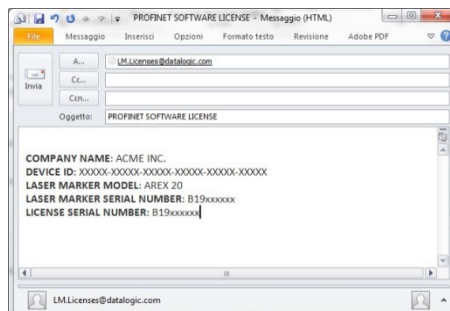 PROFINET SOFTWARE LICENSE - Messaggio (HTML)
File Messaggio Inserisci Opzioni Formato testo Revisione Adobe PDF
A... LM.Licenses@datalogic.com
Invia
Cc...
Ccn...
Oggetto: PROFINET SOFTWARE LICENSE
COMPANY NAME: ACME INC.
DEVICE ID: XXXXX-XXXXX-XXXXX-XXXXX-XXXXX-XXXXX
LASER MARKER MODEL: AREX 20
LASER MARKER SERIAL NUMBER: B19xxxxxx
LICENSE SERIAL NUMBER: B19xxxxxx
LM.Licenses@datalogic.com